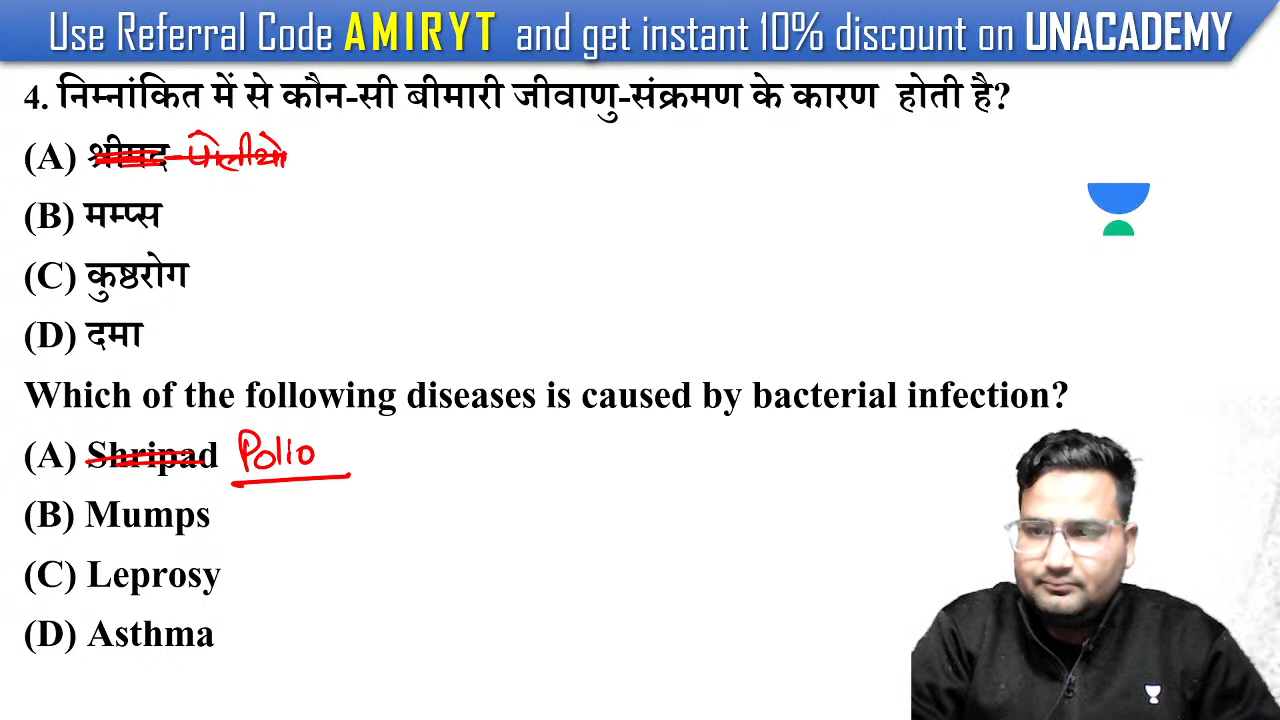 Use Referral Code AMIRYT and get instant 10% discount on UNACADEMY
4. निम्नांकित में से कौन-सी बीमारी जीवाणु-संक्रमण के कारण होती है?
(A) श्रीपद - पोलीयो
(B) मम्प्स
(C) कुष्ठरोग
(D) दमा
Which of the following diseases is caused by bacterial infection?
(A) Shripad Polio
(B) Mumps
(C) Leprosy
(D) Asthma